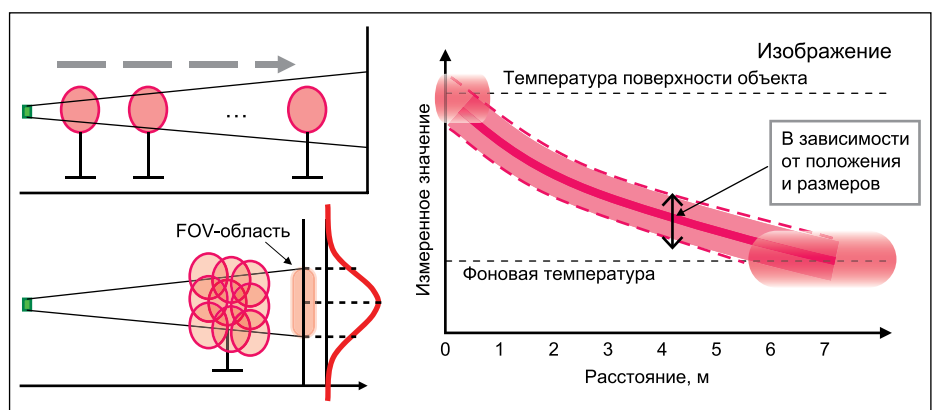 ...
FOV-область
Изображение
Температура поверхности объекта
В зависимости
от положения
и размеров
Фоновая температура
Измеренное значение
0 1 2 3 4 5 6 7
Расстояние, м